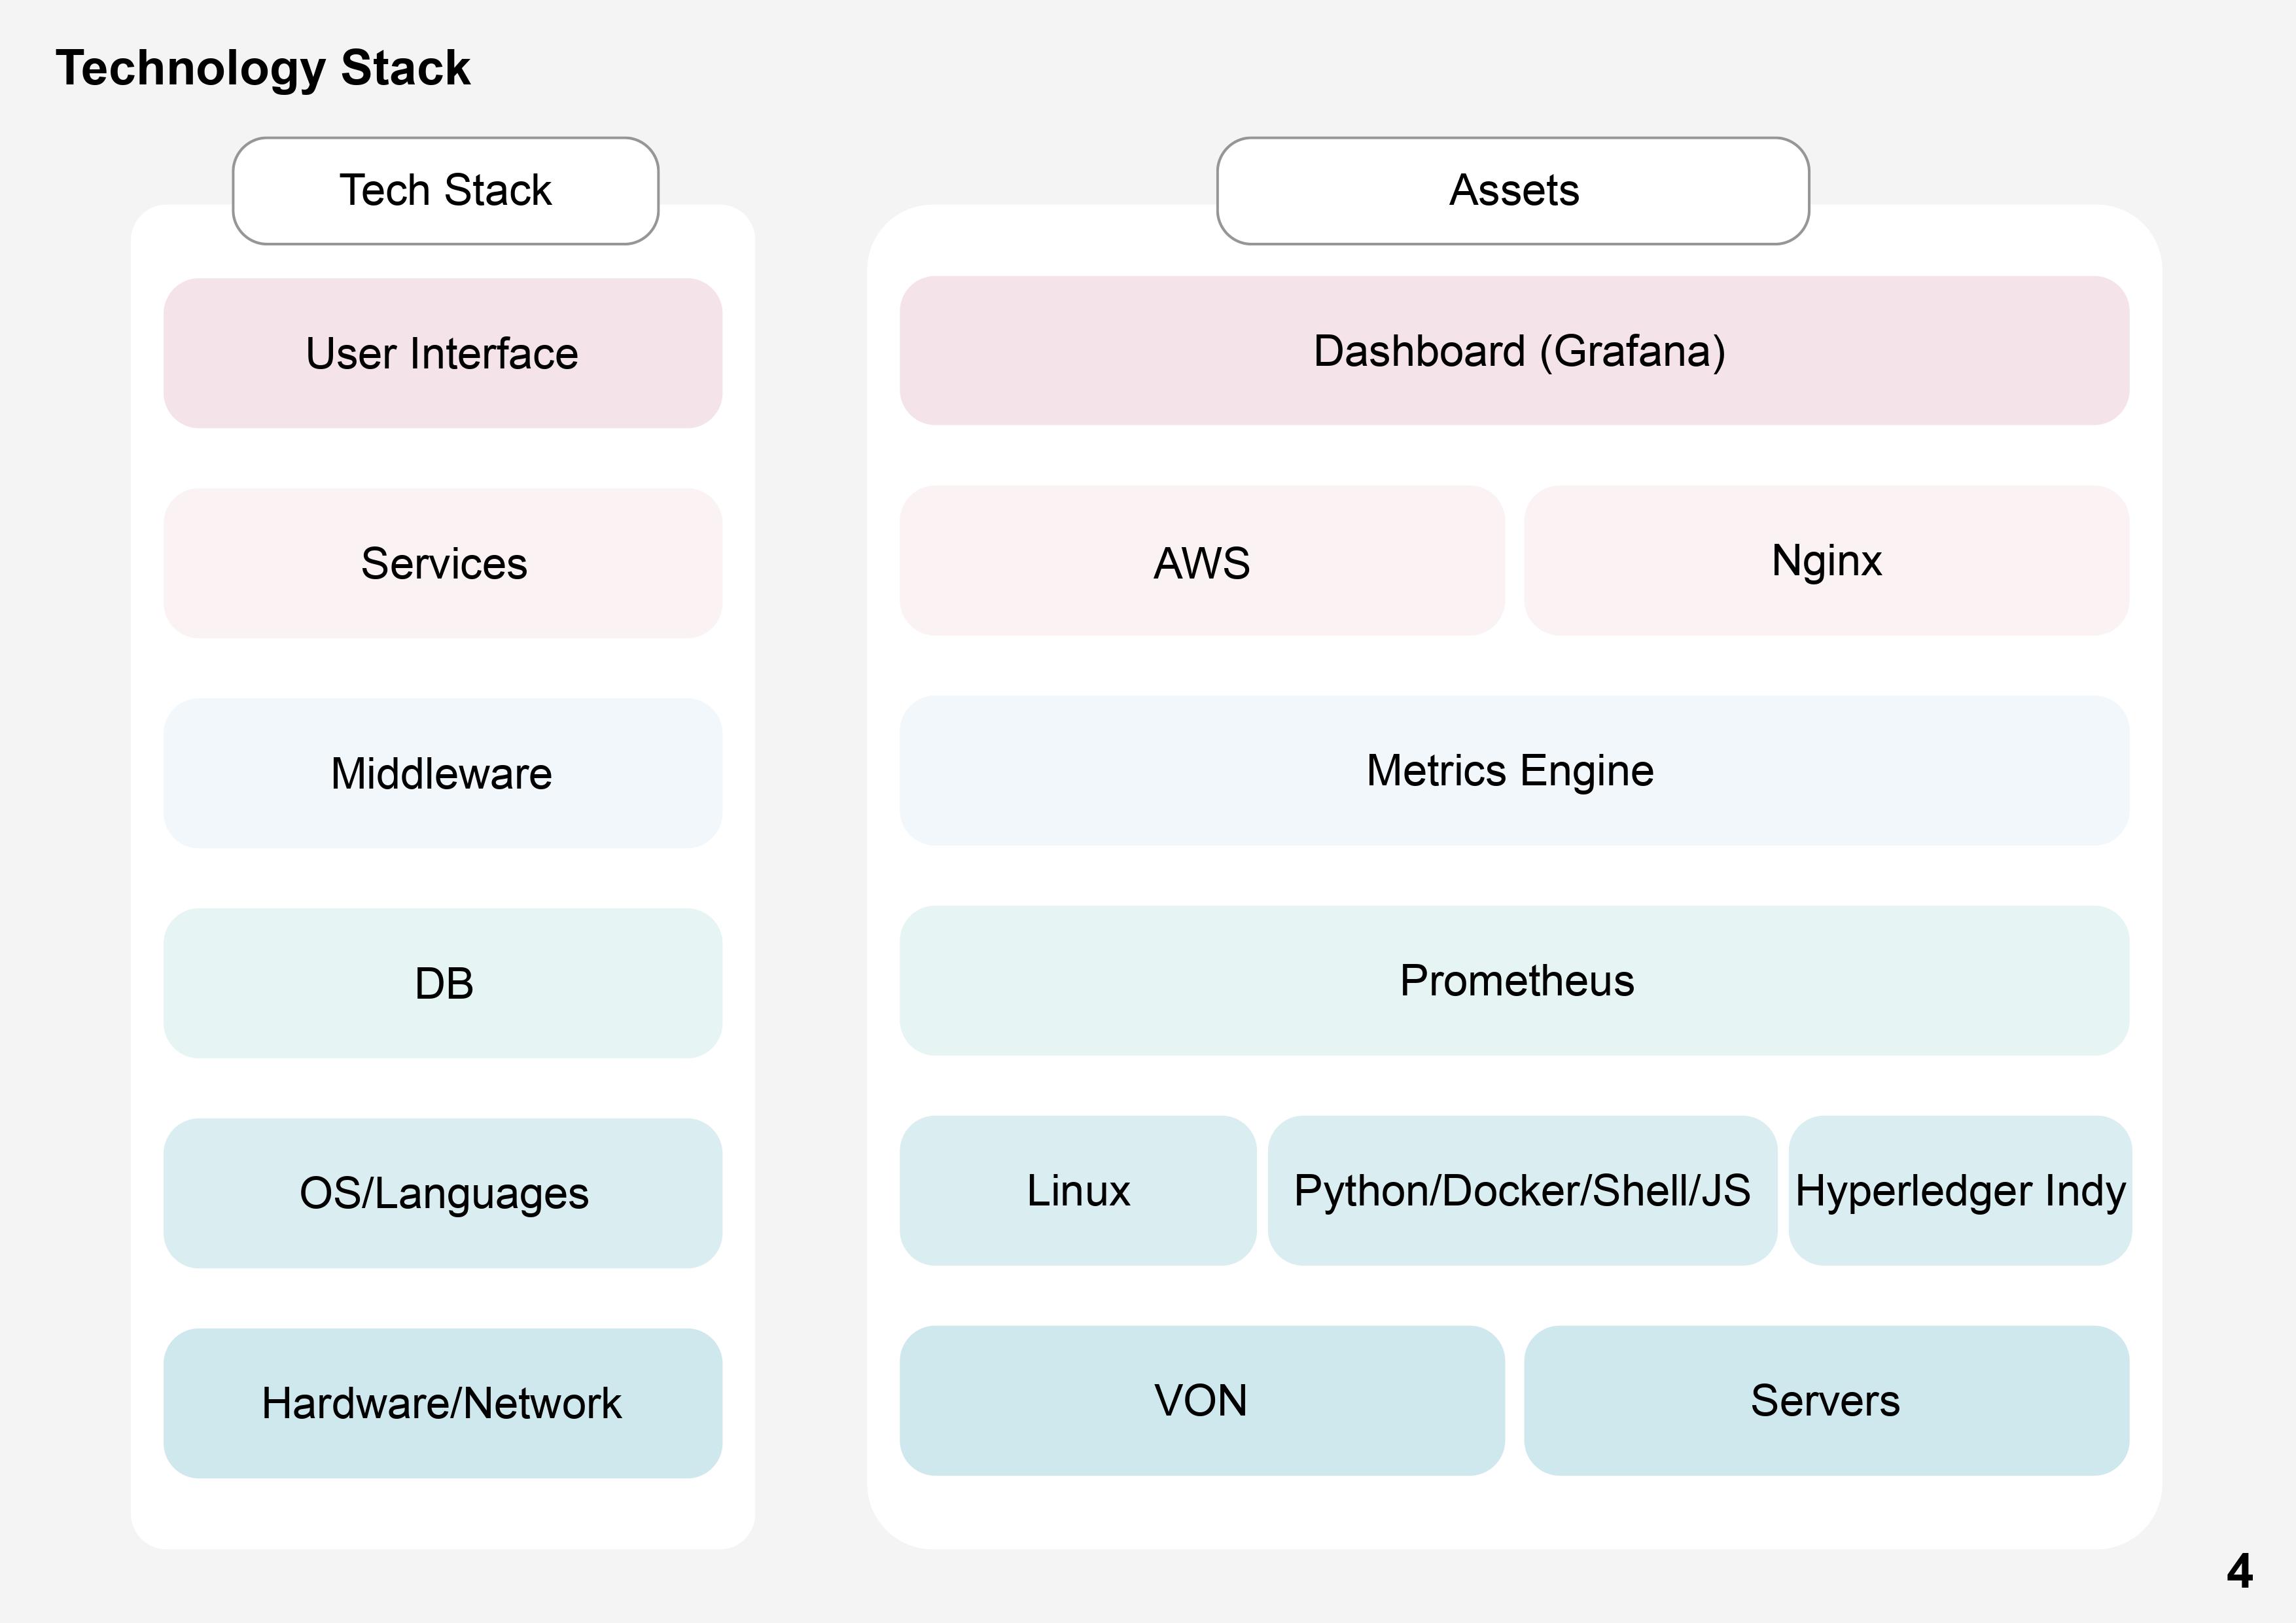 Technology Stack
Tech Stack
Assets
User Interface
Dashboard (Grafana)
Services
AWS
Nginx
Middleware
Metrics Engine
DB
Prometheus
OS/Languages
Linux
Python/Docker/Shell/JS
Hyperledger Indy
Hardware/Network
VON
Servers
4